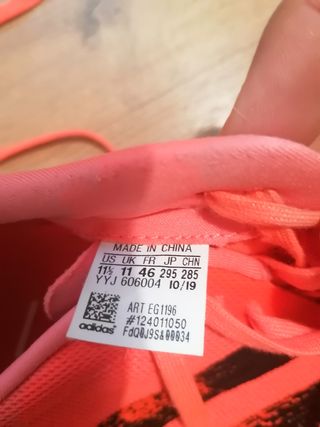 MADE IN CHINA
US UK FR JP CHN
11½ 11 46 295 285
YYJ 606004 10/19
ART EG1196
#124011050
adidas